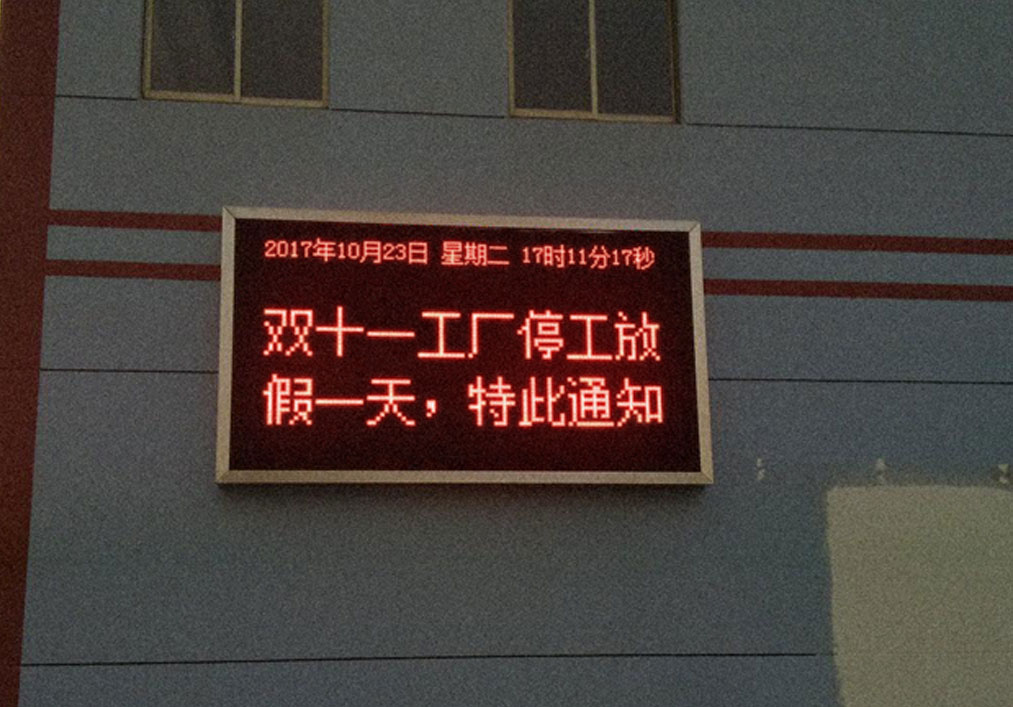 2017年10月23日 星期二 17时11分17秒
双十一工厂停工放
假一天，特此通知